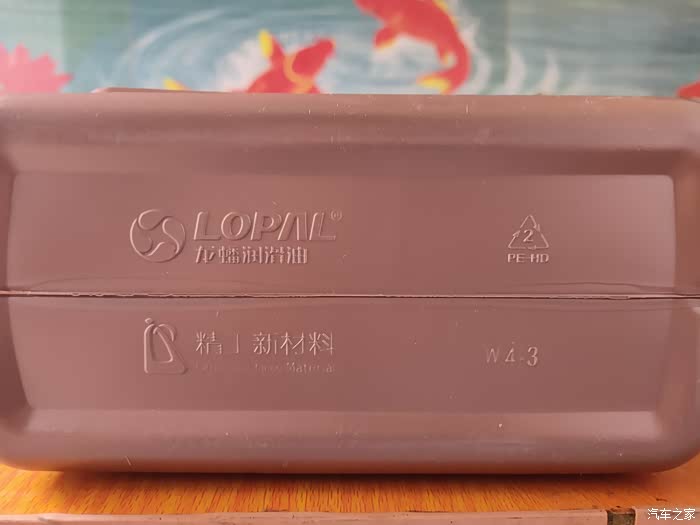 LOPAL®
龙蟠润滑油
2
PE-HD
精工新材料
Material
W4-3
汽车之家